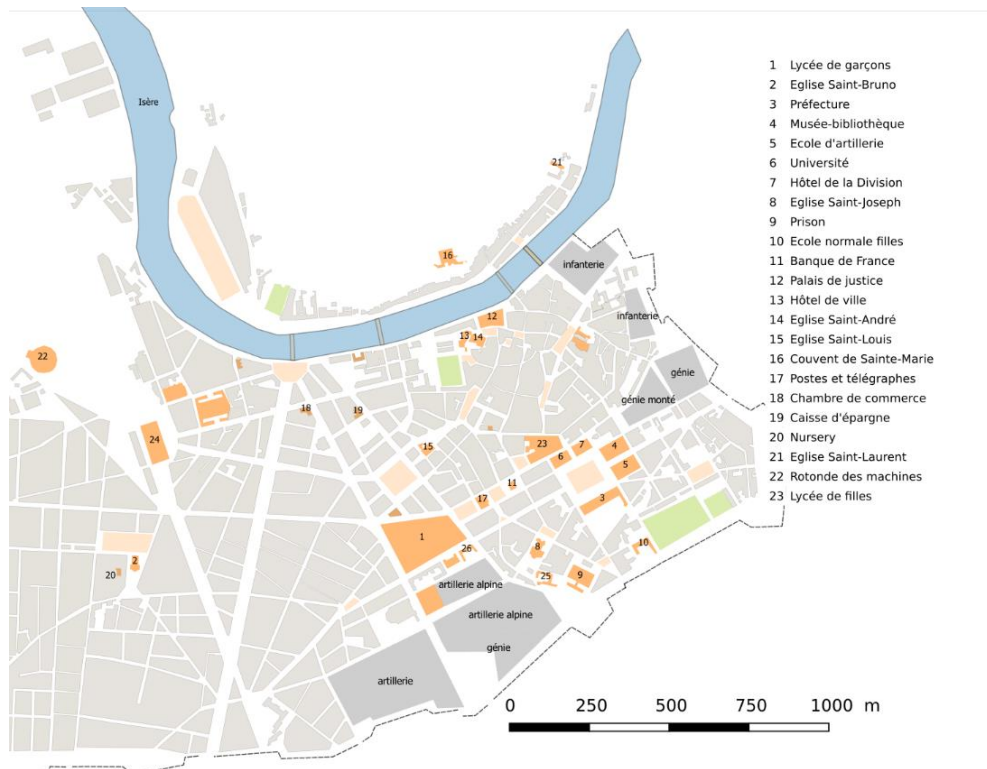 Isère
21
16
infanterie
infanterie
12
13
14
génie
génie monté
22
18
19
24
15
23
7
4
6
5
11
17
3
1
26
8
10
2
20
25
9
artillerie alpine
artillerie alpine
génie
artillerie
1 Lycée de garçons
2 Eglise Saint-Bruno
3 Préfecture
4 Musée-bibliothèque
5 Ecole d'artillerie
6 Université
7 Hôtel de la Division
8 Eglise Saint-Joseph
9 Prison
10 Ecole normale filles
11 Banque de France
12 Palais de justice
13 Hôtel de ville
14 Eglise Saint-André
15 Eglise Saint-Louis
16 Couvent de Sainte-Marie
17 Postes et télégraphes
18 Chambre de commerce
19 Caisse d'épargne
20 Nursery
21 Eglise Saint-Laurent
22 Rotonde des machines
23 Lycée de filles
0 250 500 750 1000 m